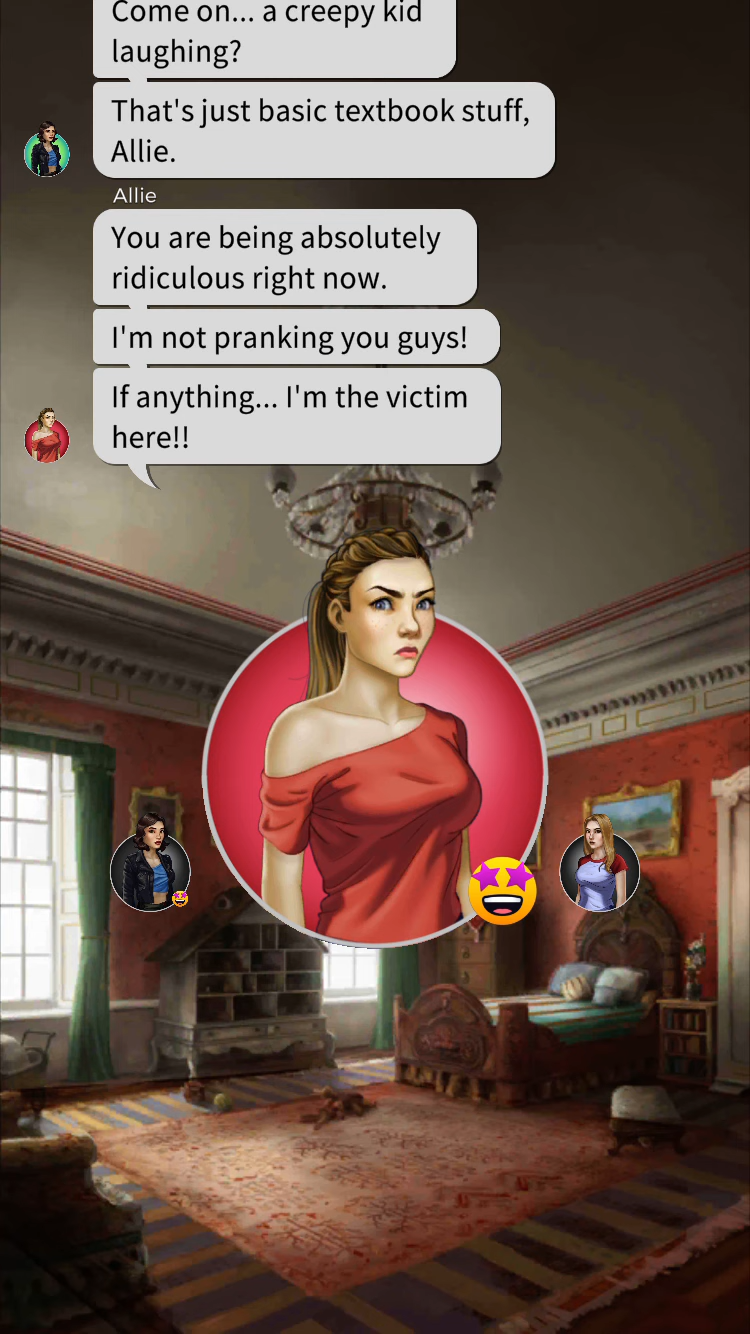 Come on... a creepy kid
laughing?
That's just basic textbook stuff,
Allie.
Allie
You are being absolutely
ridiculous right now.
I'm not pranking you guys!
If anything... I'm the victim
here!!